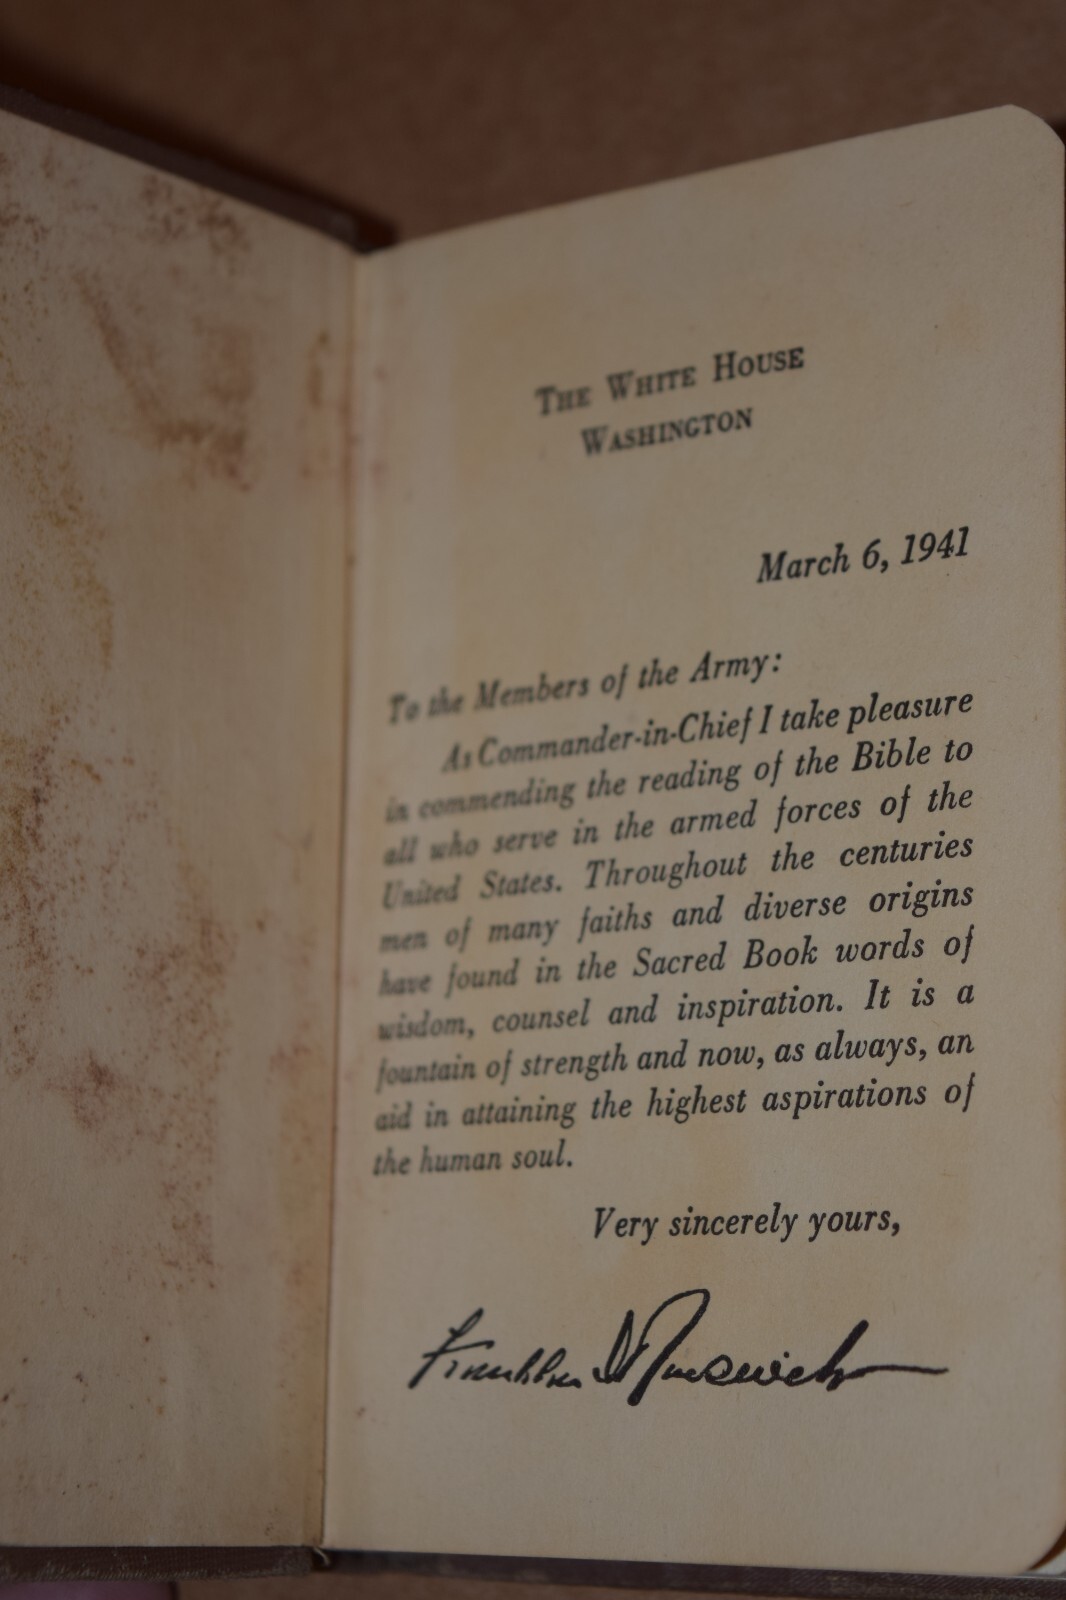 THE WHITE HOUSE
WASHINGTON
March 6, 1941
To the Members of the Army:
As Commander-in-Chief I take pleasure
in commending the reading of the Bible to
all who serve in the armed forces of the
United States. Throughout the centuries
men of many faiths and diverse origins
have found in the Sacred Book words of
wisdom, counsel and inspiration. It is a
fountain of strength and now, as always, an
aid in attaining the highest aspirations of
the human soul.
Very sincerely yours,
Franklin D Roosevelt